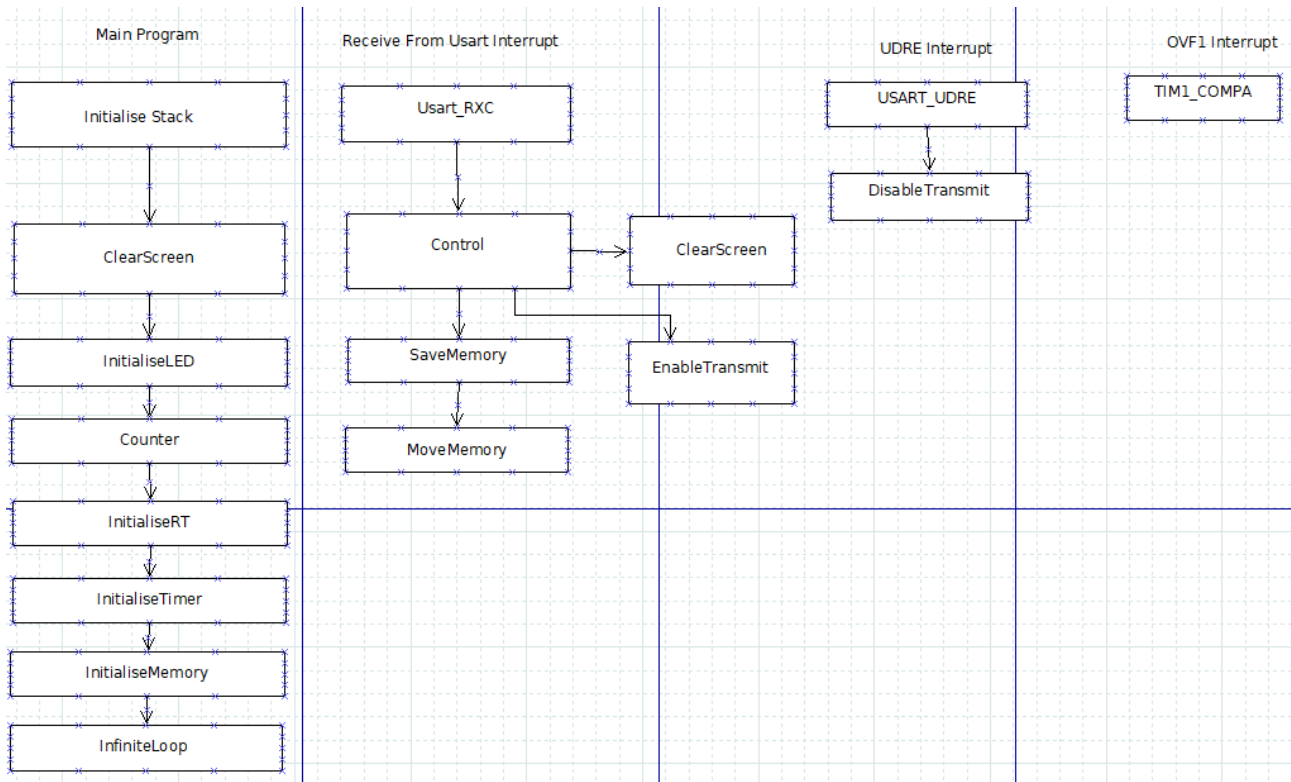 Main Program
Initialise Stack
ClearScreen
InitialiseLED
Counter
InitialiseRT
InitialiseTimer
InitialiseMemory
InfiniteLoop
Receive From Usart Interrupt
Usart_RXC
Control
ClearScreen
SaveMemory
EnableTransmit
MoveMemory
UDRE Interrupt
USART_UDRE
DisableTransmit
OVF1 Interrupt
TIM1_COMPA